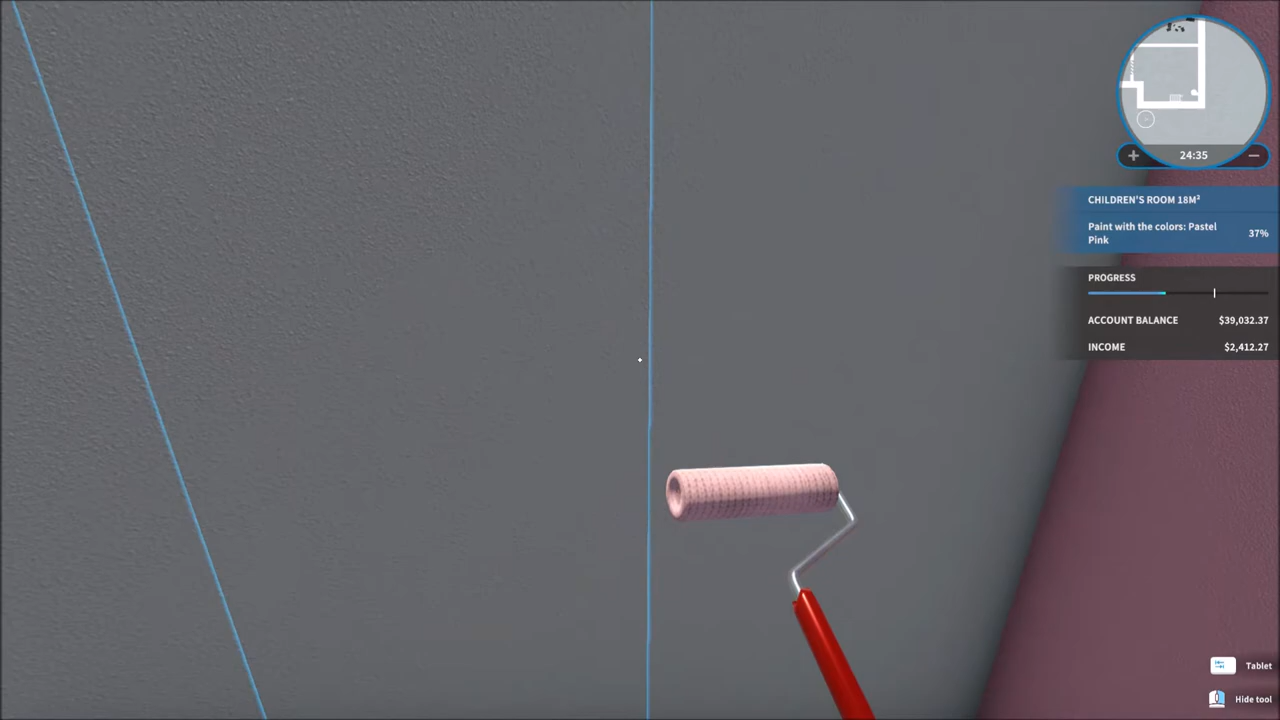 24:35
CHILDREN'S ROOM 18M²
Paint with the colors: Pastel
Pink
37%
PROGRESS
ACCOUNT BALANCE $39,032.37
INCOME $2,412.27
Tablet
Hide tool